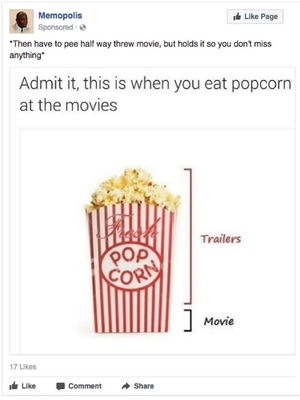 Memopolis
Sponsored ·
Like Page
*Then have to pee half way threw movie, but holds it so you don't miss
anything*
Admit it, this is when you eat popcorn
at the movies
Fresh
POP
CORN
Trailers
Movie
17 Likes
Like Comment Share